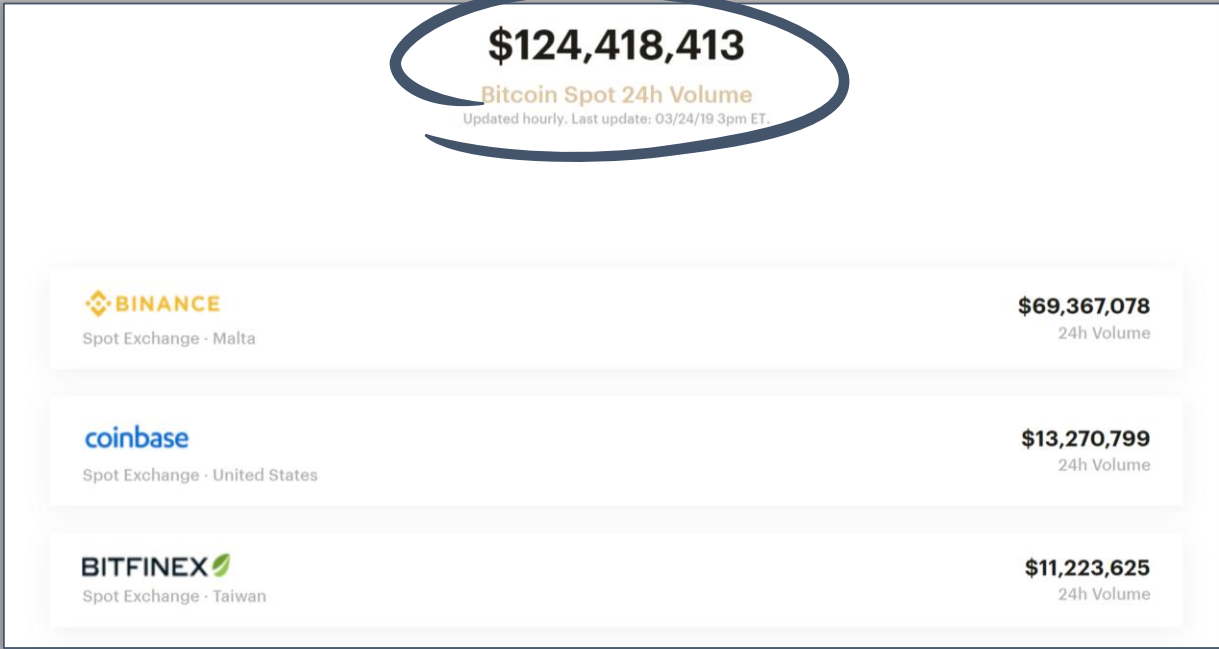 $124,418,413
Bitcoin Spot 24h Volume
Updated hourly. Last update: 03/24/19 3pm ET.
BINANCE
$69,367,078
Spot Exchange · Malta
24h Volume
coinbase
$13,270,799
Spot Exchange · United States
24h Volume
BITFINEX
$11,223,625
Spot Exchange · Taiwan
24h Volume